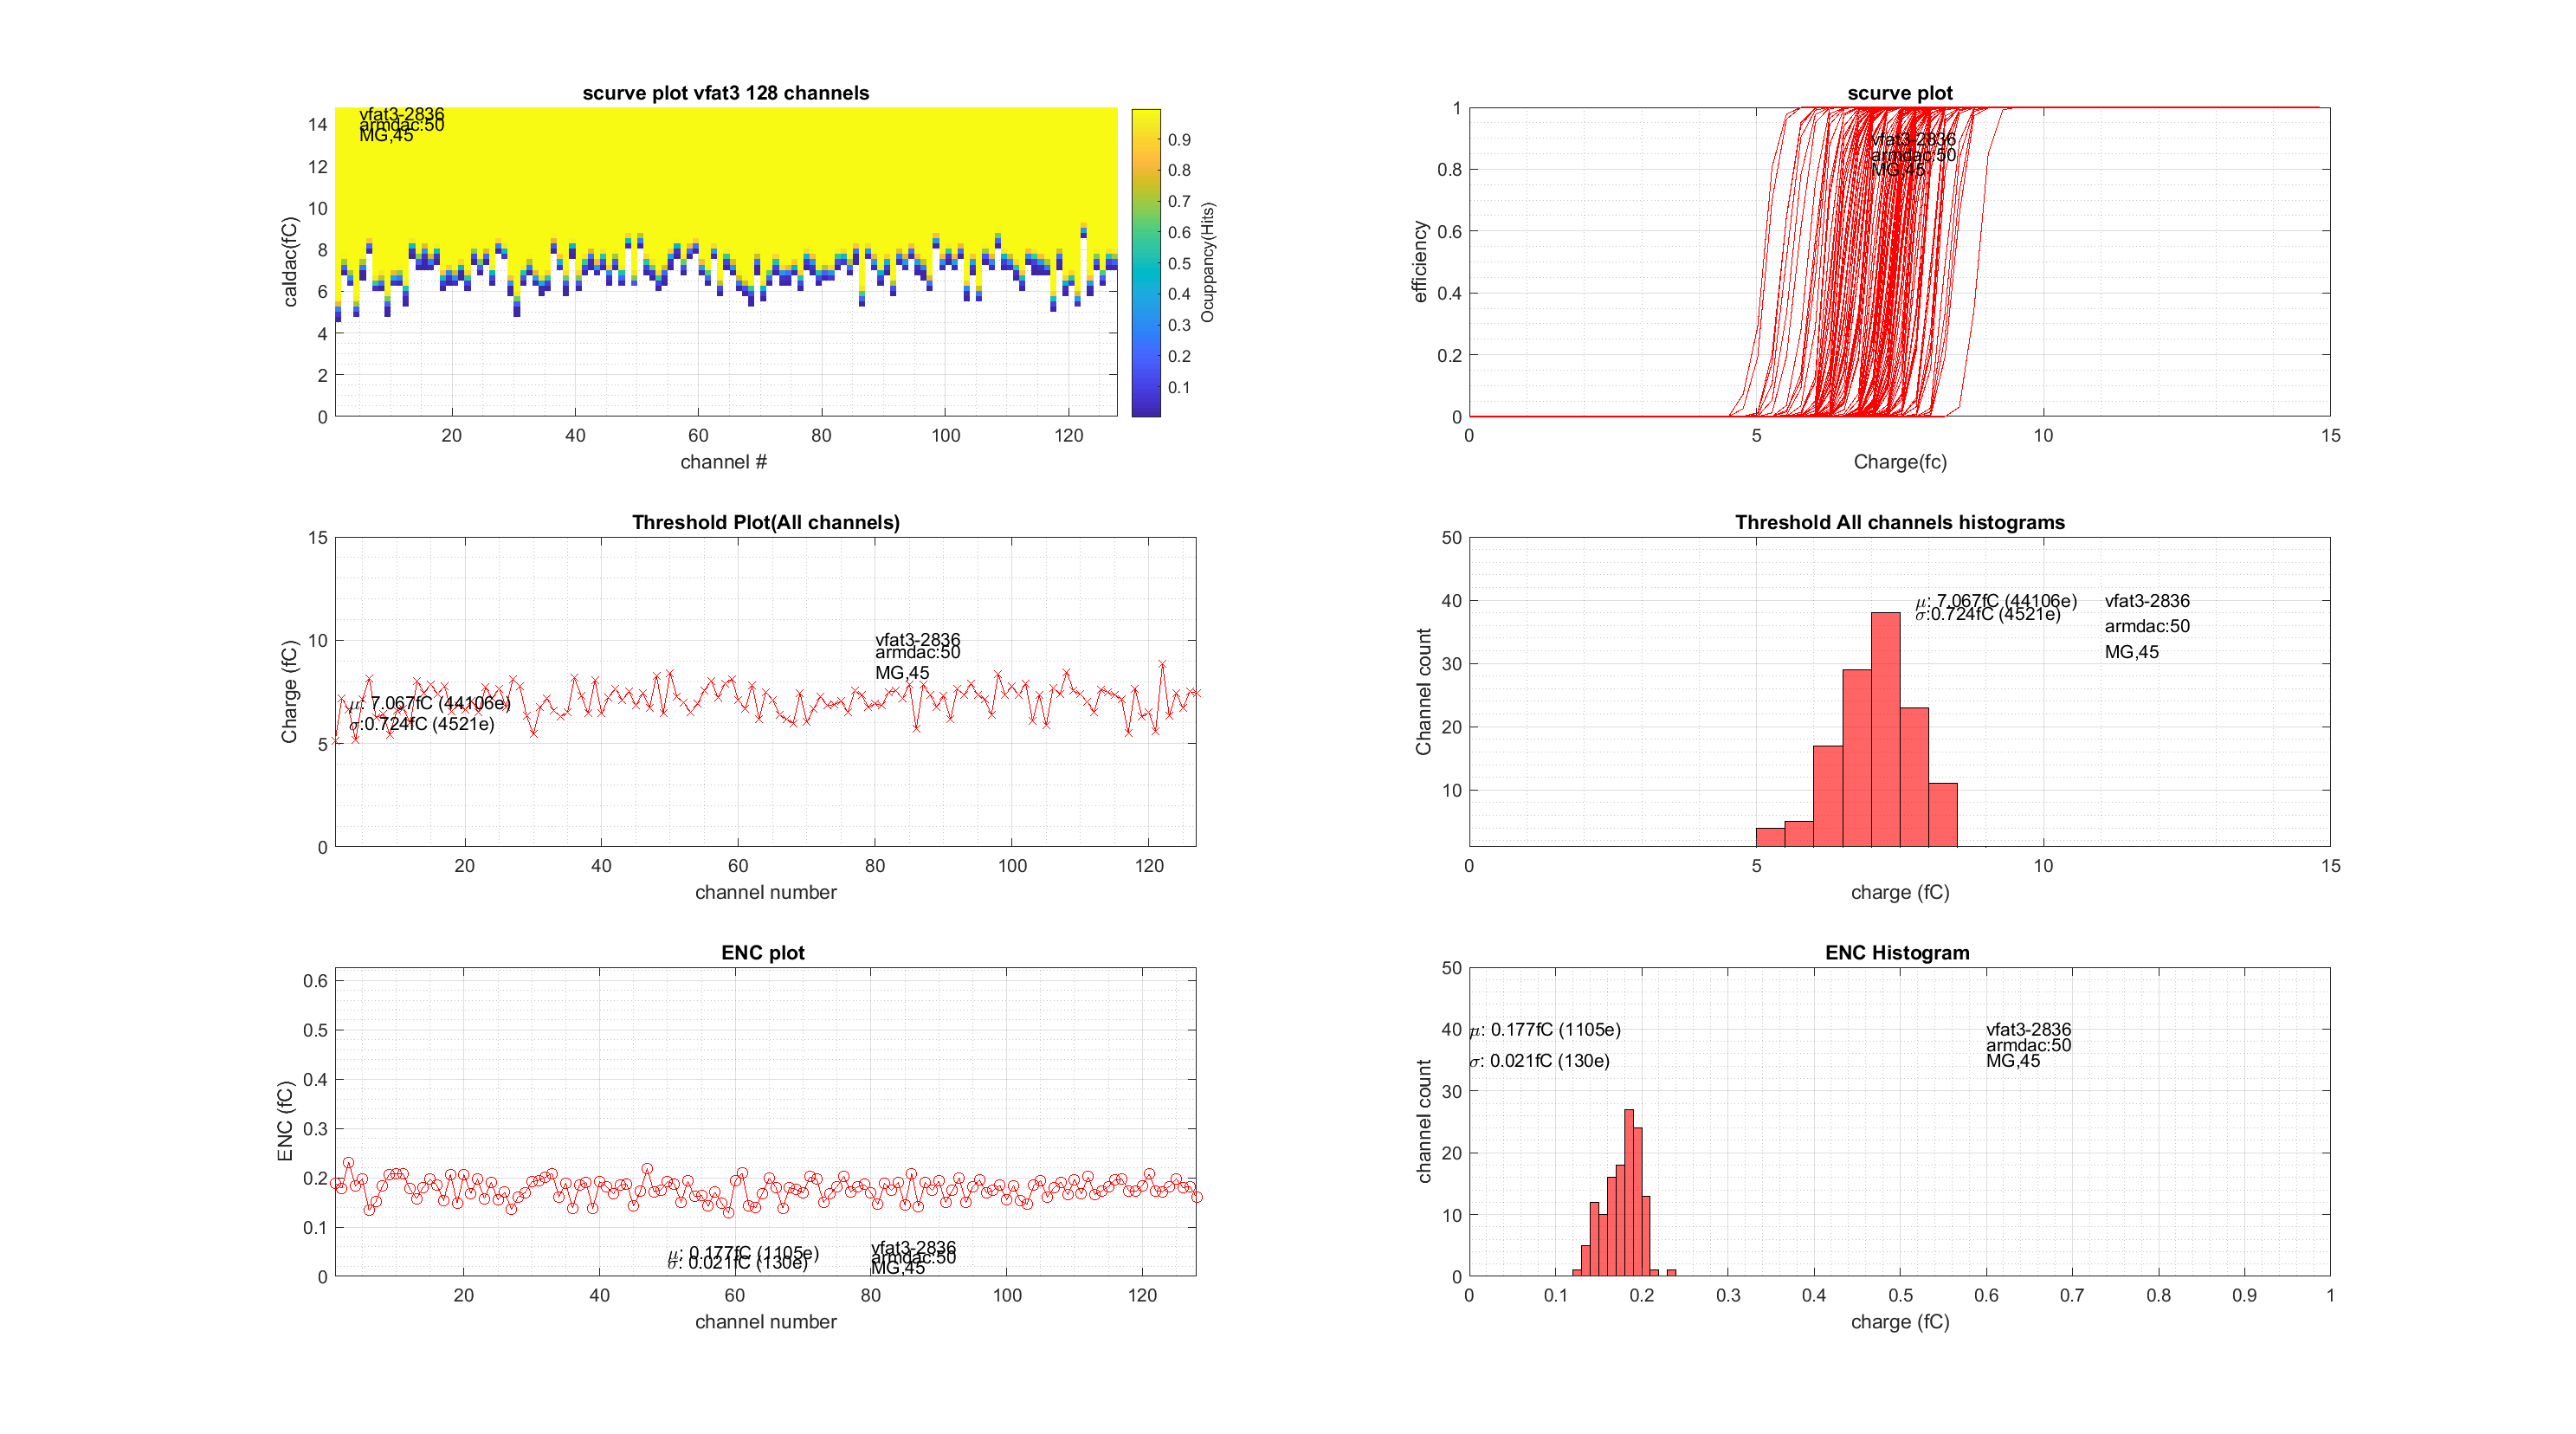 scurve plot vfat3 128 channels
vfat3-2836
armdac:50
MG,45
14
12
10
8
6
4
2
0
caldac(fC)
20 40 60 80 100 120
channel #
0.9
0.8
0.7
0.6
0.5
0.4
0.3
0.2
0.1
Ocuppancy(Hits)
scurve plot
vfat3-2836
armdac:50
MG,45
1
0.8
0.6
0.4
0.2
0
efficiency
0 5 10 15
Charge(fc)
Threshold Plot(All channels)
15
10
5
0
Charge (fC)
vfat3-2836
armdac:50
MG,45
μ: 7.067fC (44106e)
σ:0.724fC (4521e)
20 40 60 80 100 120
channel number
Threshold All channels histograms
50
40
30
20
10
Channel count
μ: 7.067fC (44106e)
σ:0.724fC (4521e)
vfat3-2836
armdac:50
MG,45
0 5 10 15
charge (fC)
ENC plot
0.6
0.5
0.4
0.3
0.2
0.1
0
ENC (fC)
μ: 0.177fC (1105e)
σ: 0.021fC (130e)
vfat3-2836
armdac:50
MG,45
20 40 60 80 100 120
channel number
ENC Histogram
50
40
30
20
10
0
channel count
μ: 0.177fC (1105e)
σ: 0.021fC (130e)
vfat3-2836
armdac:50
MG,45
0 0.1 0.2 0.3 0.4 0.5 0.6 0.7 0.8 0.9 1
charge (fC)